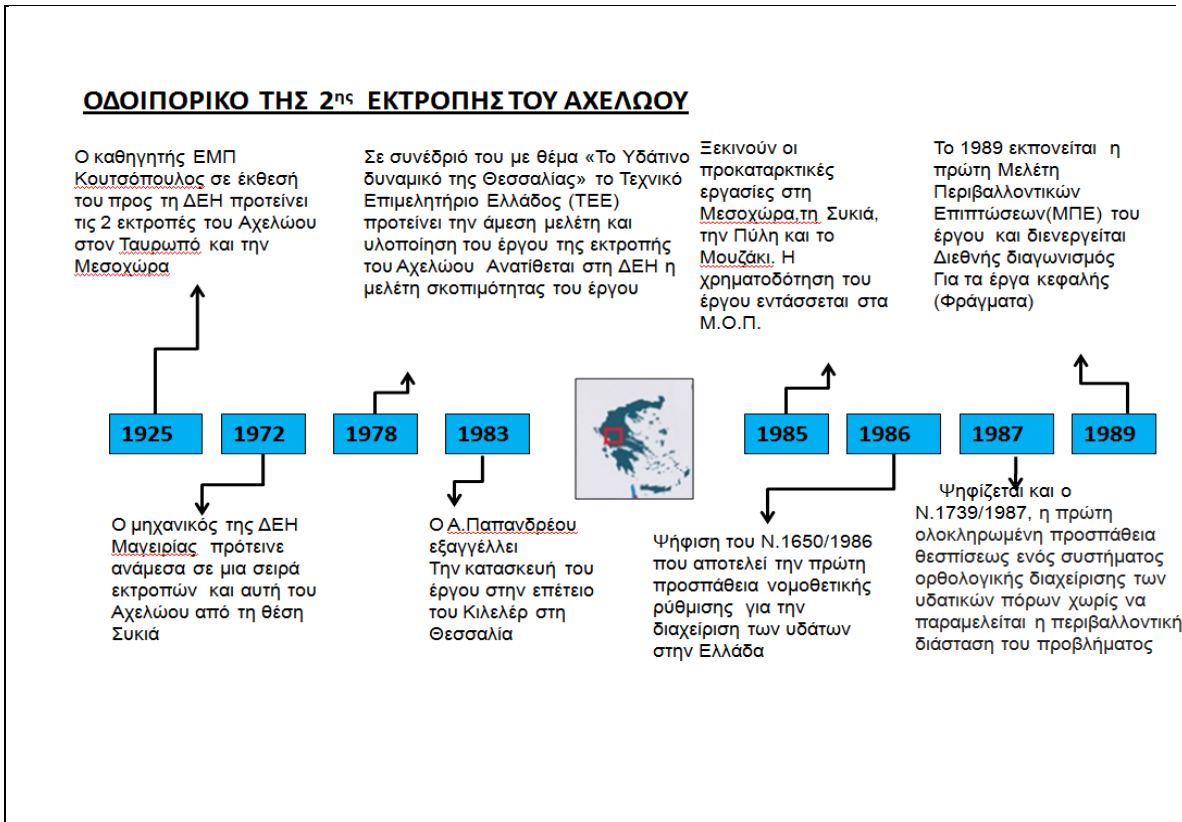 ΟΔΟΙΠΟΡΙΚΟ ΤΗΣ 2ης ΕΚΤΡΟΠΗΣ ΤΟΥ ΑΧΕΛΩΟΥ
Ο καθηγητής ΕΜΠ
Κουτσόπουλος σε έκθεσή
του προς τη ΔΕΗ προτείνει
τις 2 εκτροπές του Αχελώου
στον Ταυρωπό και την
Μεσοχώρα
Σε συνέδριό του με θέμα «Το Υδάτινο
δυναμικό της Θεσσαλίας» το Τεχνικό
Επιμελητήριο Ελλάδος (ΤΕΕ)
προτείνει την άμεση μελέτη και
υλοποίηση του έργου της εκτροπής
του Αχελώου Ανατίθεται στη ΔΕΗ η
μελέτη σκοπιμότητας του έργου
Ξεκινούν οι
προκαταρκτικές
εργασίες στη
Μεσοχώρα,τη Συκιά,
την Πύλη και το
Μουζάκι. Η
χρηματοδότηση του
έργου εντάσσεται στα
Μ.Ο.Π.
Το 1989 εκπονείται η
πρώτη Μελέτη
Περιβαλλοντικών
Επιπτώσεων(ΜΠΕ) του
έργου και διενεργείται
Διεθνής διαγωνισμός
Για τα έργα κεφαλής
(Φράγματα)
1925
1972
1978
1983
1985
1986
1987
1989
Ο μηχανικός της ΔΕΗ
Μαγειρίας πρότεινε
ανάμεσα σε μια σειρά
εκτροπών και αυτή του
Αχελώου από τη θέση
Συκιά
Ο Α.Παπανδρέου
εξαγγέλλει
Την κατασκευή του
έργου στην επέτειο
του Κιλελέρ στη
Θεσσαλία
Ψήφιση του Ν.1650/1986
που αποτελεί την πρώτη
προσπάθεια νομοθετικής
ρύθμισης για την
διαχείριση των υδάτων
στην Ελλάδα
Ψηφίζεται και ο
Ν.1739/1987, η πρώτη
ολοκληρωμένη προσπάθεια
θεσπίσεως ενός συστήματος
ορθολογικής διαχείρισης των
υδατικών πόρων χωρίς να
παραμελείται η περιβαλλοντική
διάσταση του προβλήματος